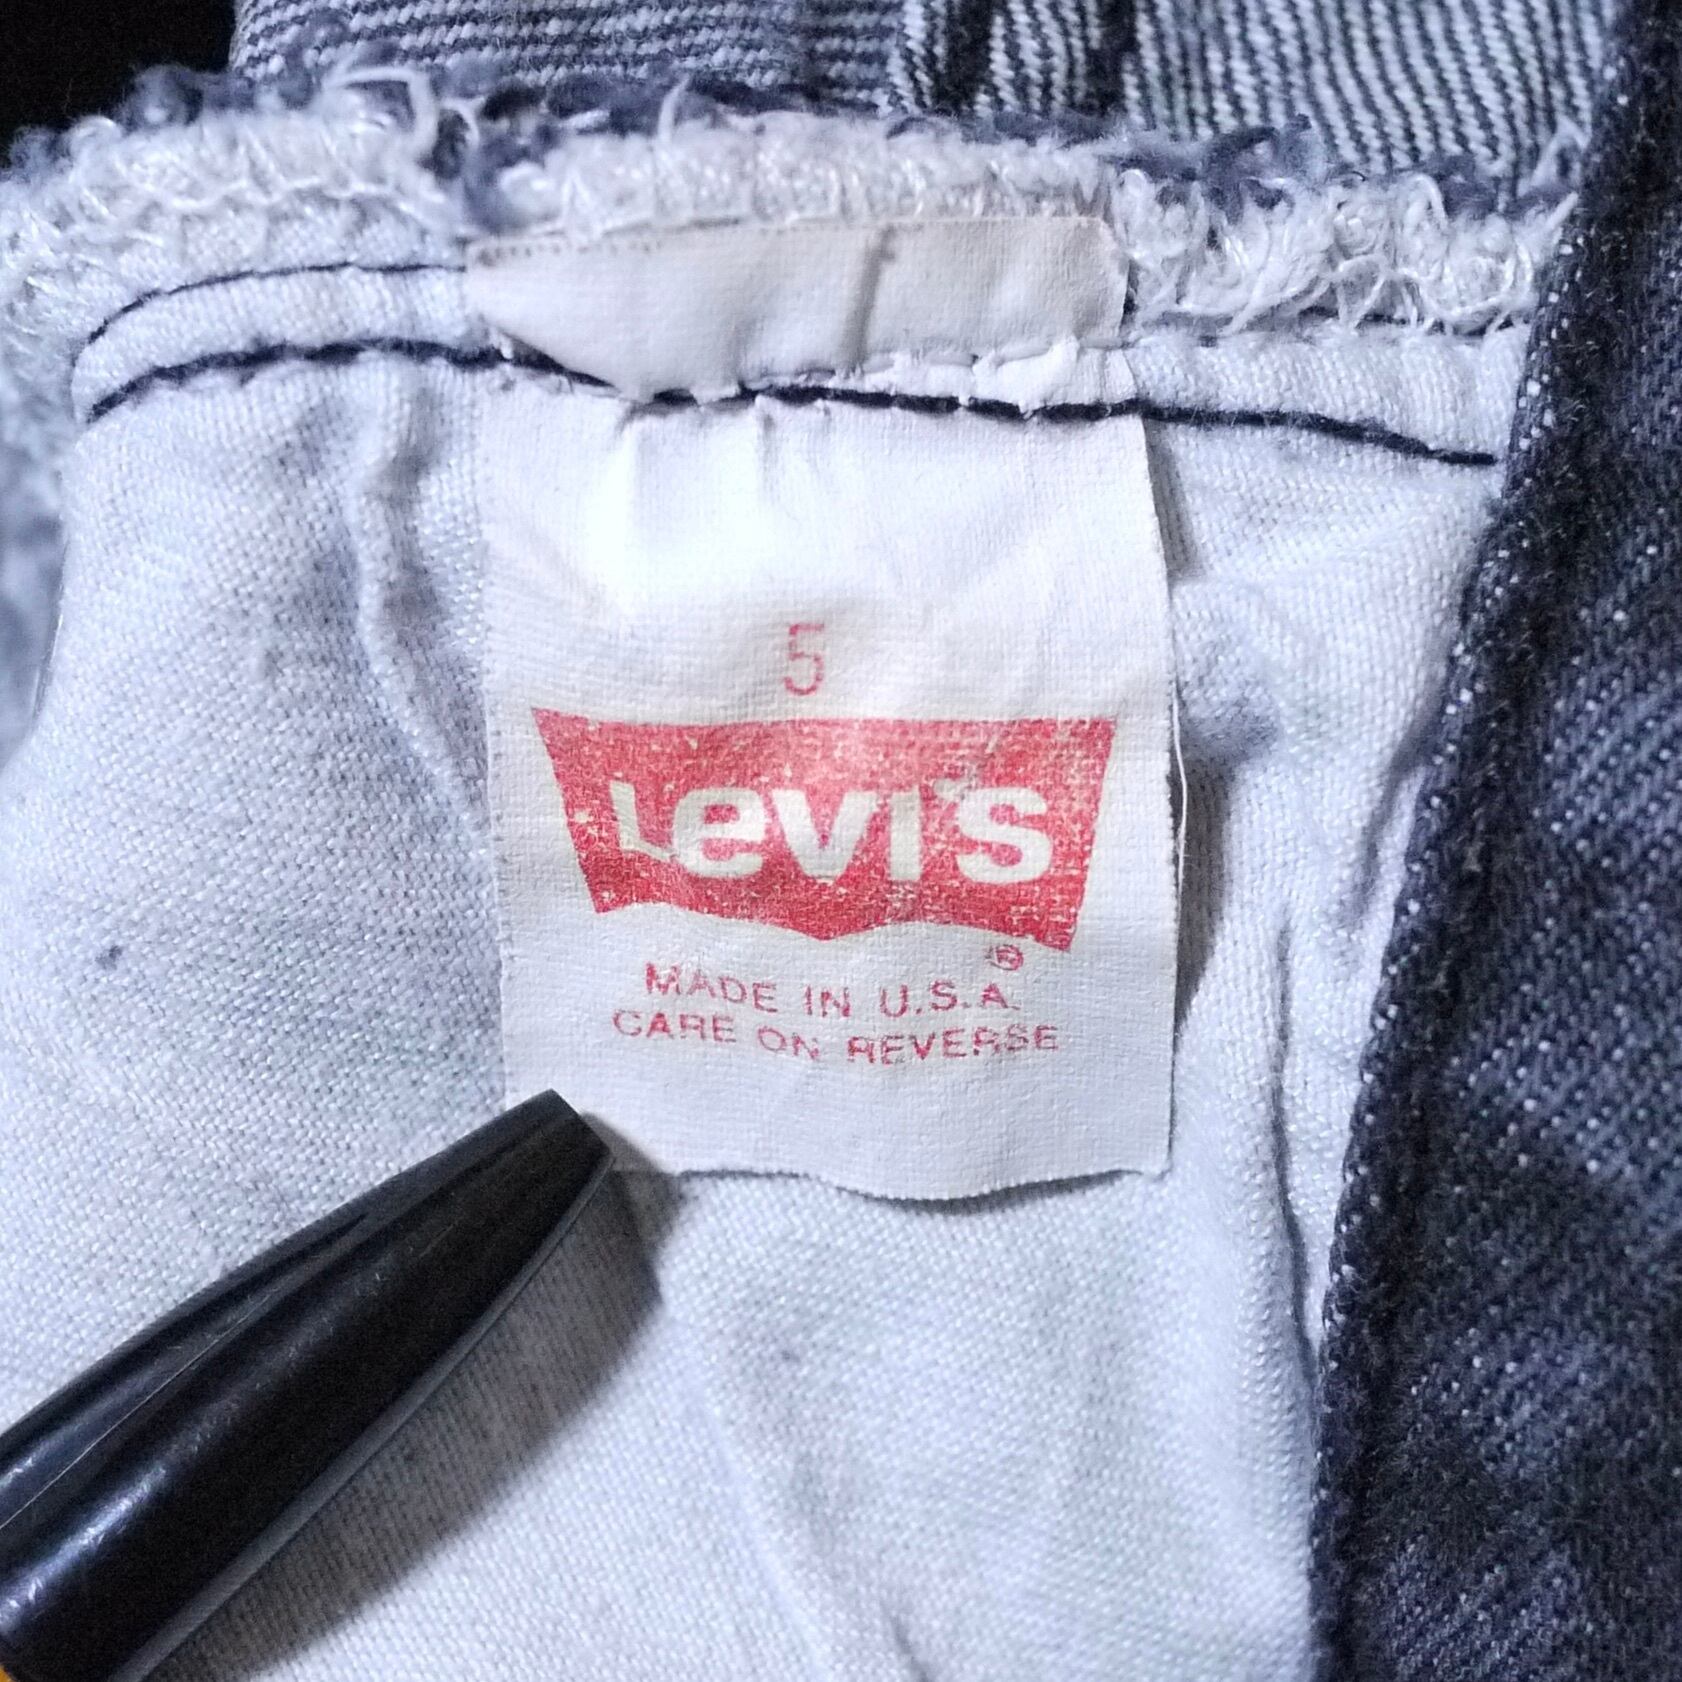 5
Levi's
®
MADE IN U.S.A.
CARE ON REVERSE